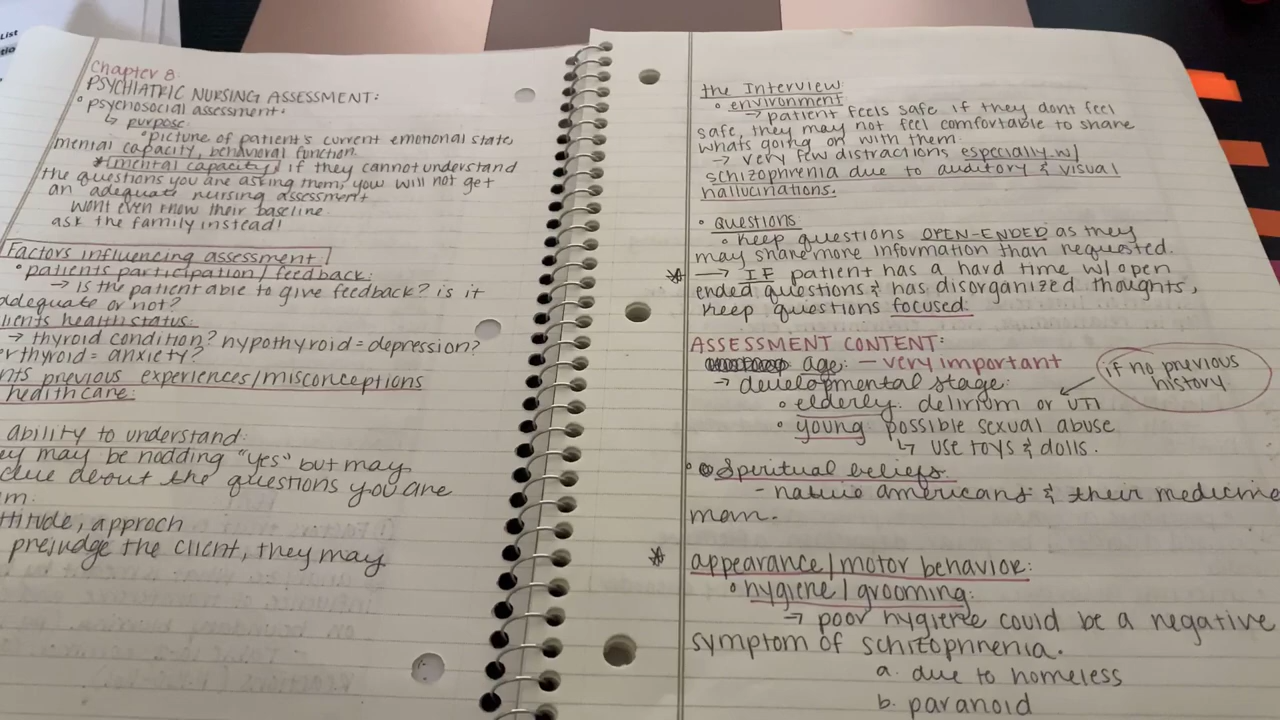 List
tio
Chapter 8:
PSYCHIATRIC NURSING ASSESSMENT:
• psychosocial assessment:
↳ purpose:
• picture of patient's current emotional state,
mental capacity, behavioral function.
*(mental capacity) if they cannot understand
the questions you are asking them, you will not get
an adequate nursing assessment
wont even know their baseline
ask the family instead!
Factors influencing assessment
• patients participation / feedback:
→ is the patient able to give feedback? is it
adequate or not?
lients health status:
→ thyroid condition? hypothyroid = depression?
erthyroid = anxiety?
nts previous experiences/misconceptions
healthcare:
ability to understand:
ey may be nodding "yes" but may
clue about the questions you are
m.
ttitude, approch
prejudge the client, they may
the Interview:
• environment
→ patient feels safe if they dont feel
safe, they may not feel comfortable to share
whats going on with them.
→ very few distractions especially w/
schizophrenia due to auditory & visual
hallucinations.
• questions:
• keep questions OPEN-ENDED as they
may share more information than requested.
* → IF patient has a hard time w/ open
ended questions & has disorganized thoughts,
keep questions focused.
ASSESSMENT CONTENT:
age: — very important
→ developmental stage:
if no previous
history
• elderly: delirium or UTI
• young: possible sexual abuse
↳ use toys & dolls.
• Spiritual beliefs:
- native americans & their medicine
man.
* appearance/motor behavior:
• hygiene/grooming:
→ poor hygiene could be a negative
symptom of schizophrenia.
a. due to homeless
b. paranoid